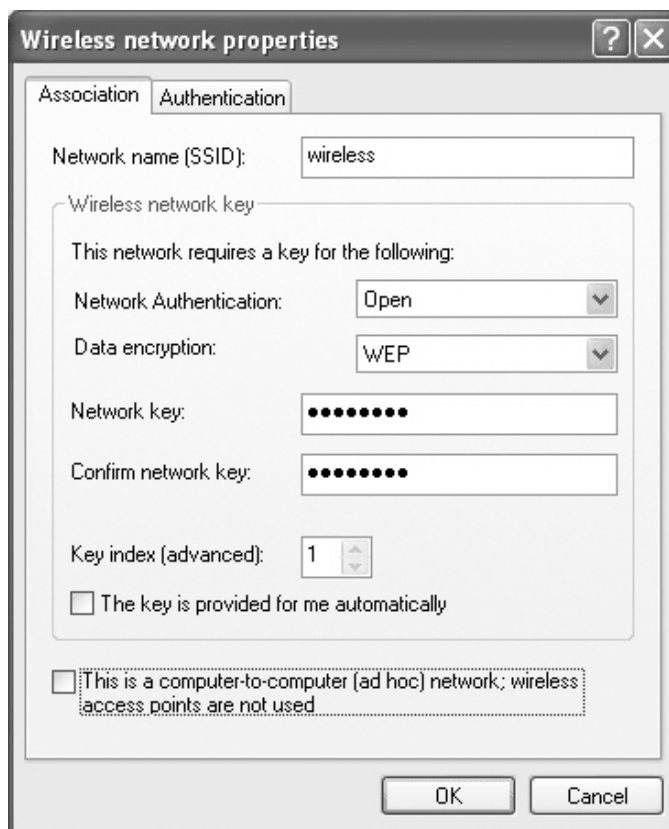 Wireless network properties
Association Authentication
Network name (SSID): wireless
Wireless network key
This network requires a key for the following:
Network Authentication: Open
Data encryption: WEP
Network key: ••••••••
Confirm network key: ••••••••
Key index (advanced): 1
The key is provided for me automatically
This is a computer-to-computer (ad hoc) network; wireless
access points are not used
OK Cancel